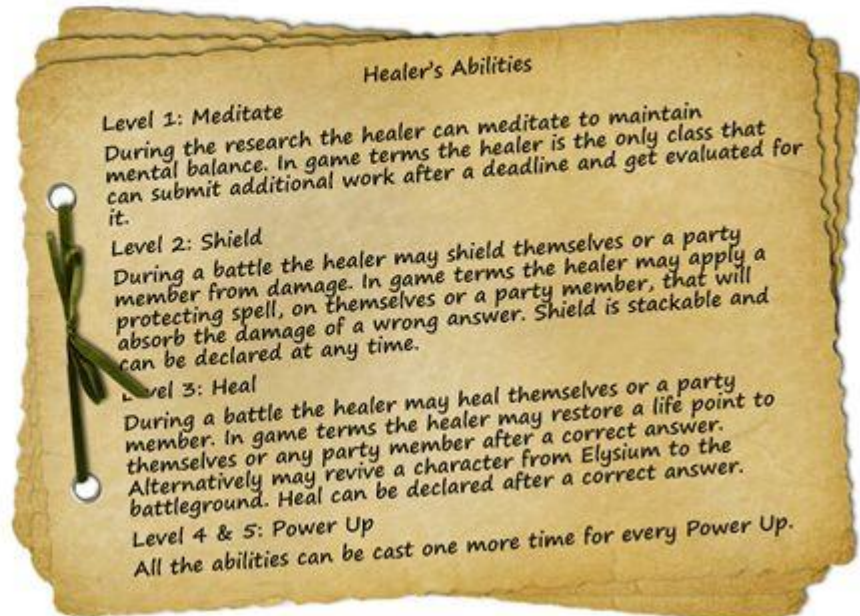 Healer's Abilities
Level 1: Meditate
During the research the healer can meditate to maintain
mental balance. In game terms the healer is the only class that
can submit additional work after a deadline and get evaluated for
it.
Level 2: Shield
During a battle the healer may shield themselves or a party
member from damage. In game terms the healer may apply a
protecting spell, on themselves or a party member, that will
absorb the damage of a wrong answer. Shield is stackable and
can be declared at any time.
Level 3: Heal
During a battle the healer may heal themselves or a party
member. In game terms the healer may restore a life point to
themselves or any party member after a correct answer.
Alternatively may revive a character from Elysium to the
battleground. Heal can be declared after a correct answer.
Level 4 & 5: Power Up
All the abilities can be cast one more time for every Power Up.